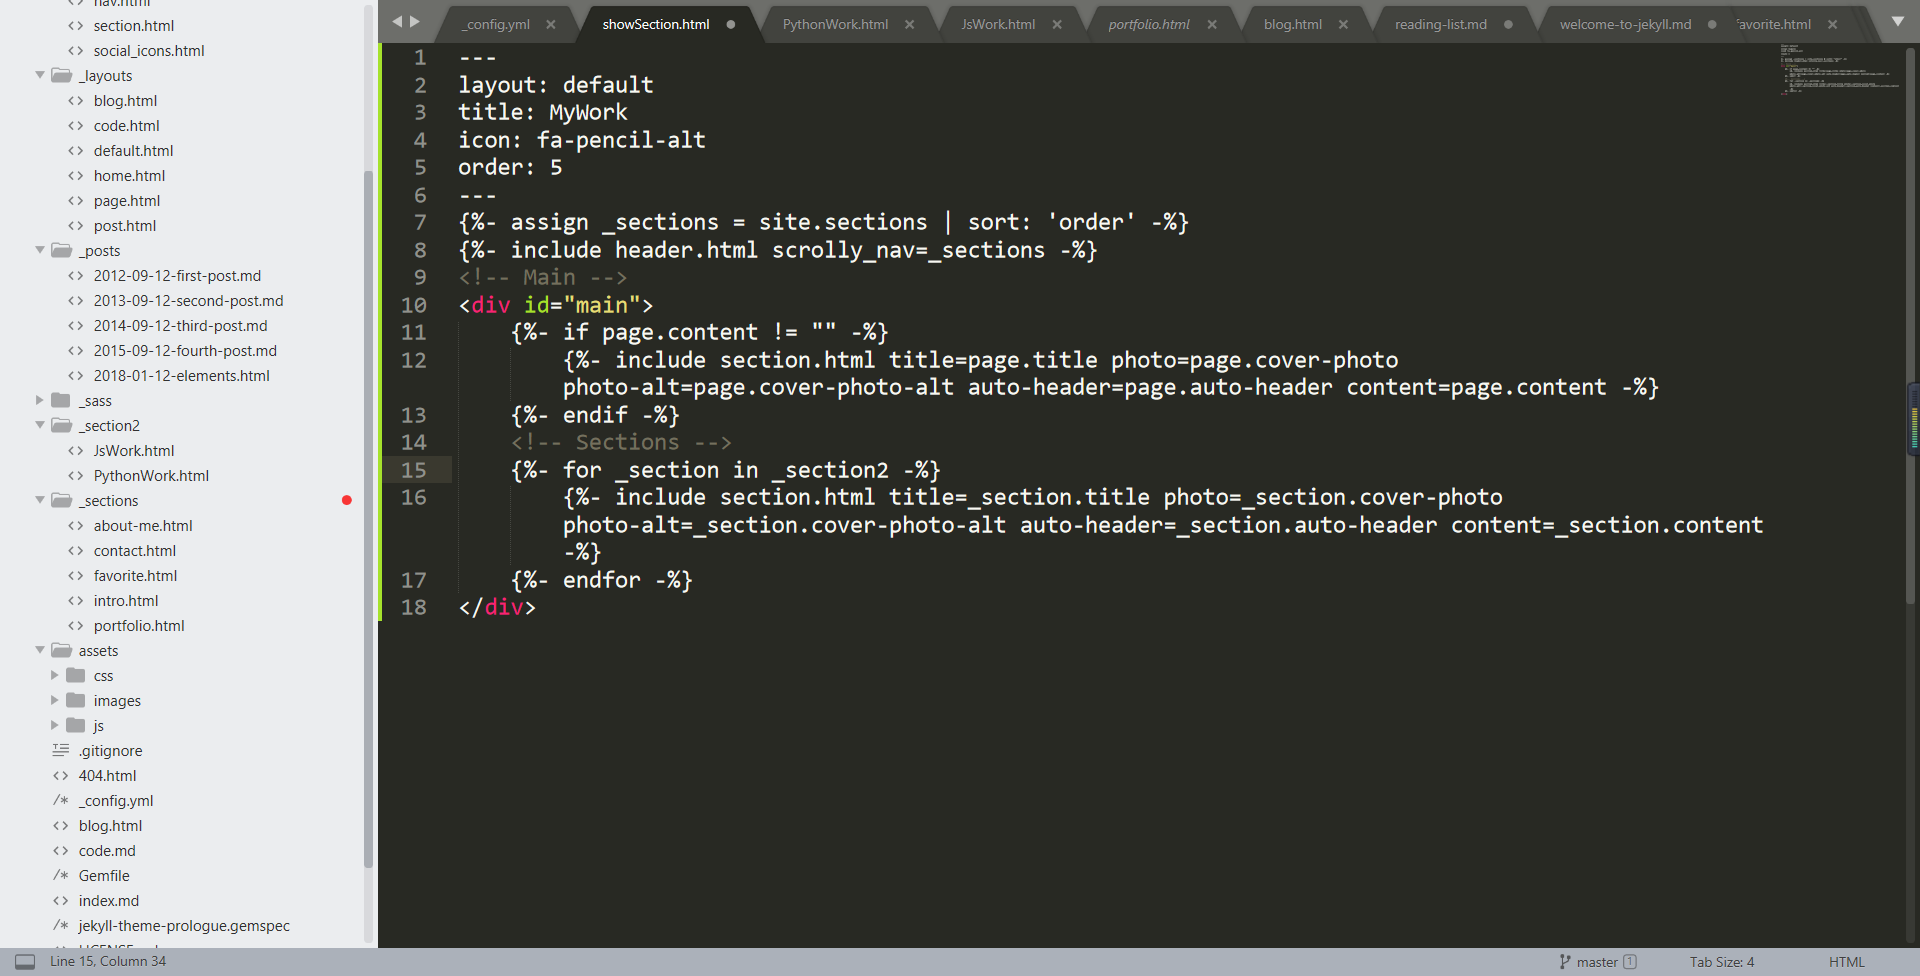 _config.yml × showSection.html PythonWork.html × JsWork.html × portfolio.html × blog.html × reading-list.md welcome-to-jekyll.md avorite.html ×
nav.html
section.html
social_icons.html
_layouts
blog.html
code.html
default.html
home.html
page.html
post.html
_posts
2012-09-12-first-post.md
2013-09-12-second-post.md
2014-09-12-third-post.md
2015-09-12-fourth-post.md
2018-01-12-elements.html
_sass
_section2
JsWork.html
PythonWork.html
_sections
about-me.html
contact.html
favorite.html
intro.html
portfolio.html
assets
css
images
js
.gitignore
404.html
/* _config.yml
blog.html
code.md
/* Gemfile
index.md
/* jekyll-theme-prologue.gemspec
1 ---
2 layout: default
3 title: MyWork
4 icon: fa-pencil-alt
5 order: 5
6 ---
7 {%- assign _sections = site.sections | sort: 'order' -%}
8 {%- include header.html scrolly_nav=_sections -%}
9 <!-- Main -->
10 <div id="main">
11 {%- if page.content != "" -%}
12 {%- include section.html title=page.title photo=page.cover-photo
photo-alt=page.cover-photo-alt auto-header=page.auto-header content=page.content -%}
13 {%- endif -%}
14 <!-- Sections -->
15 {%- for _section in _section2 -%}
16 {%- include section.html title=_section.title photo=_section.cover-photo
photo-alt=_section.cover-photo-alt auto-header=_section.auto-header content=_section.content
-%}
17 {%- endfor -%}
18 </div>
Line 15, Column 34
master 1
Tab Size: 4
HTML